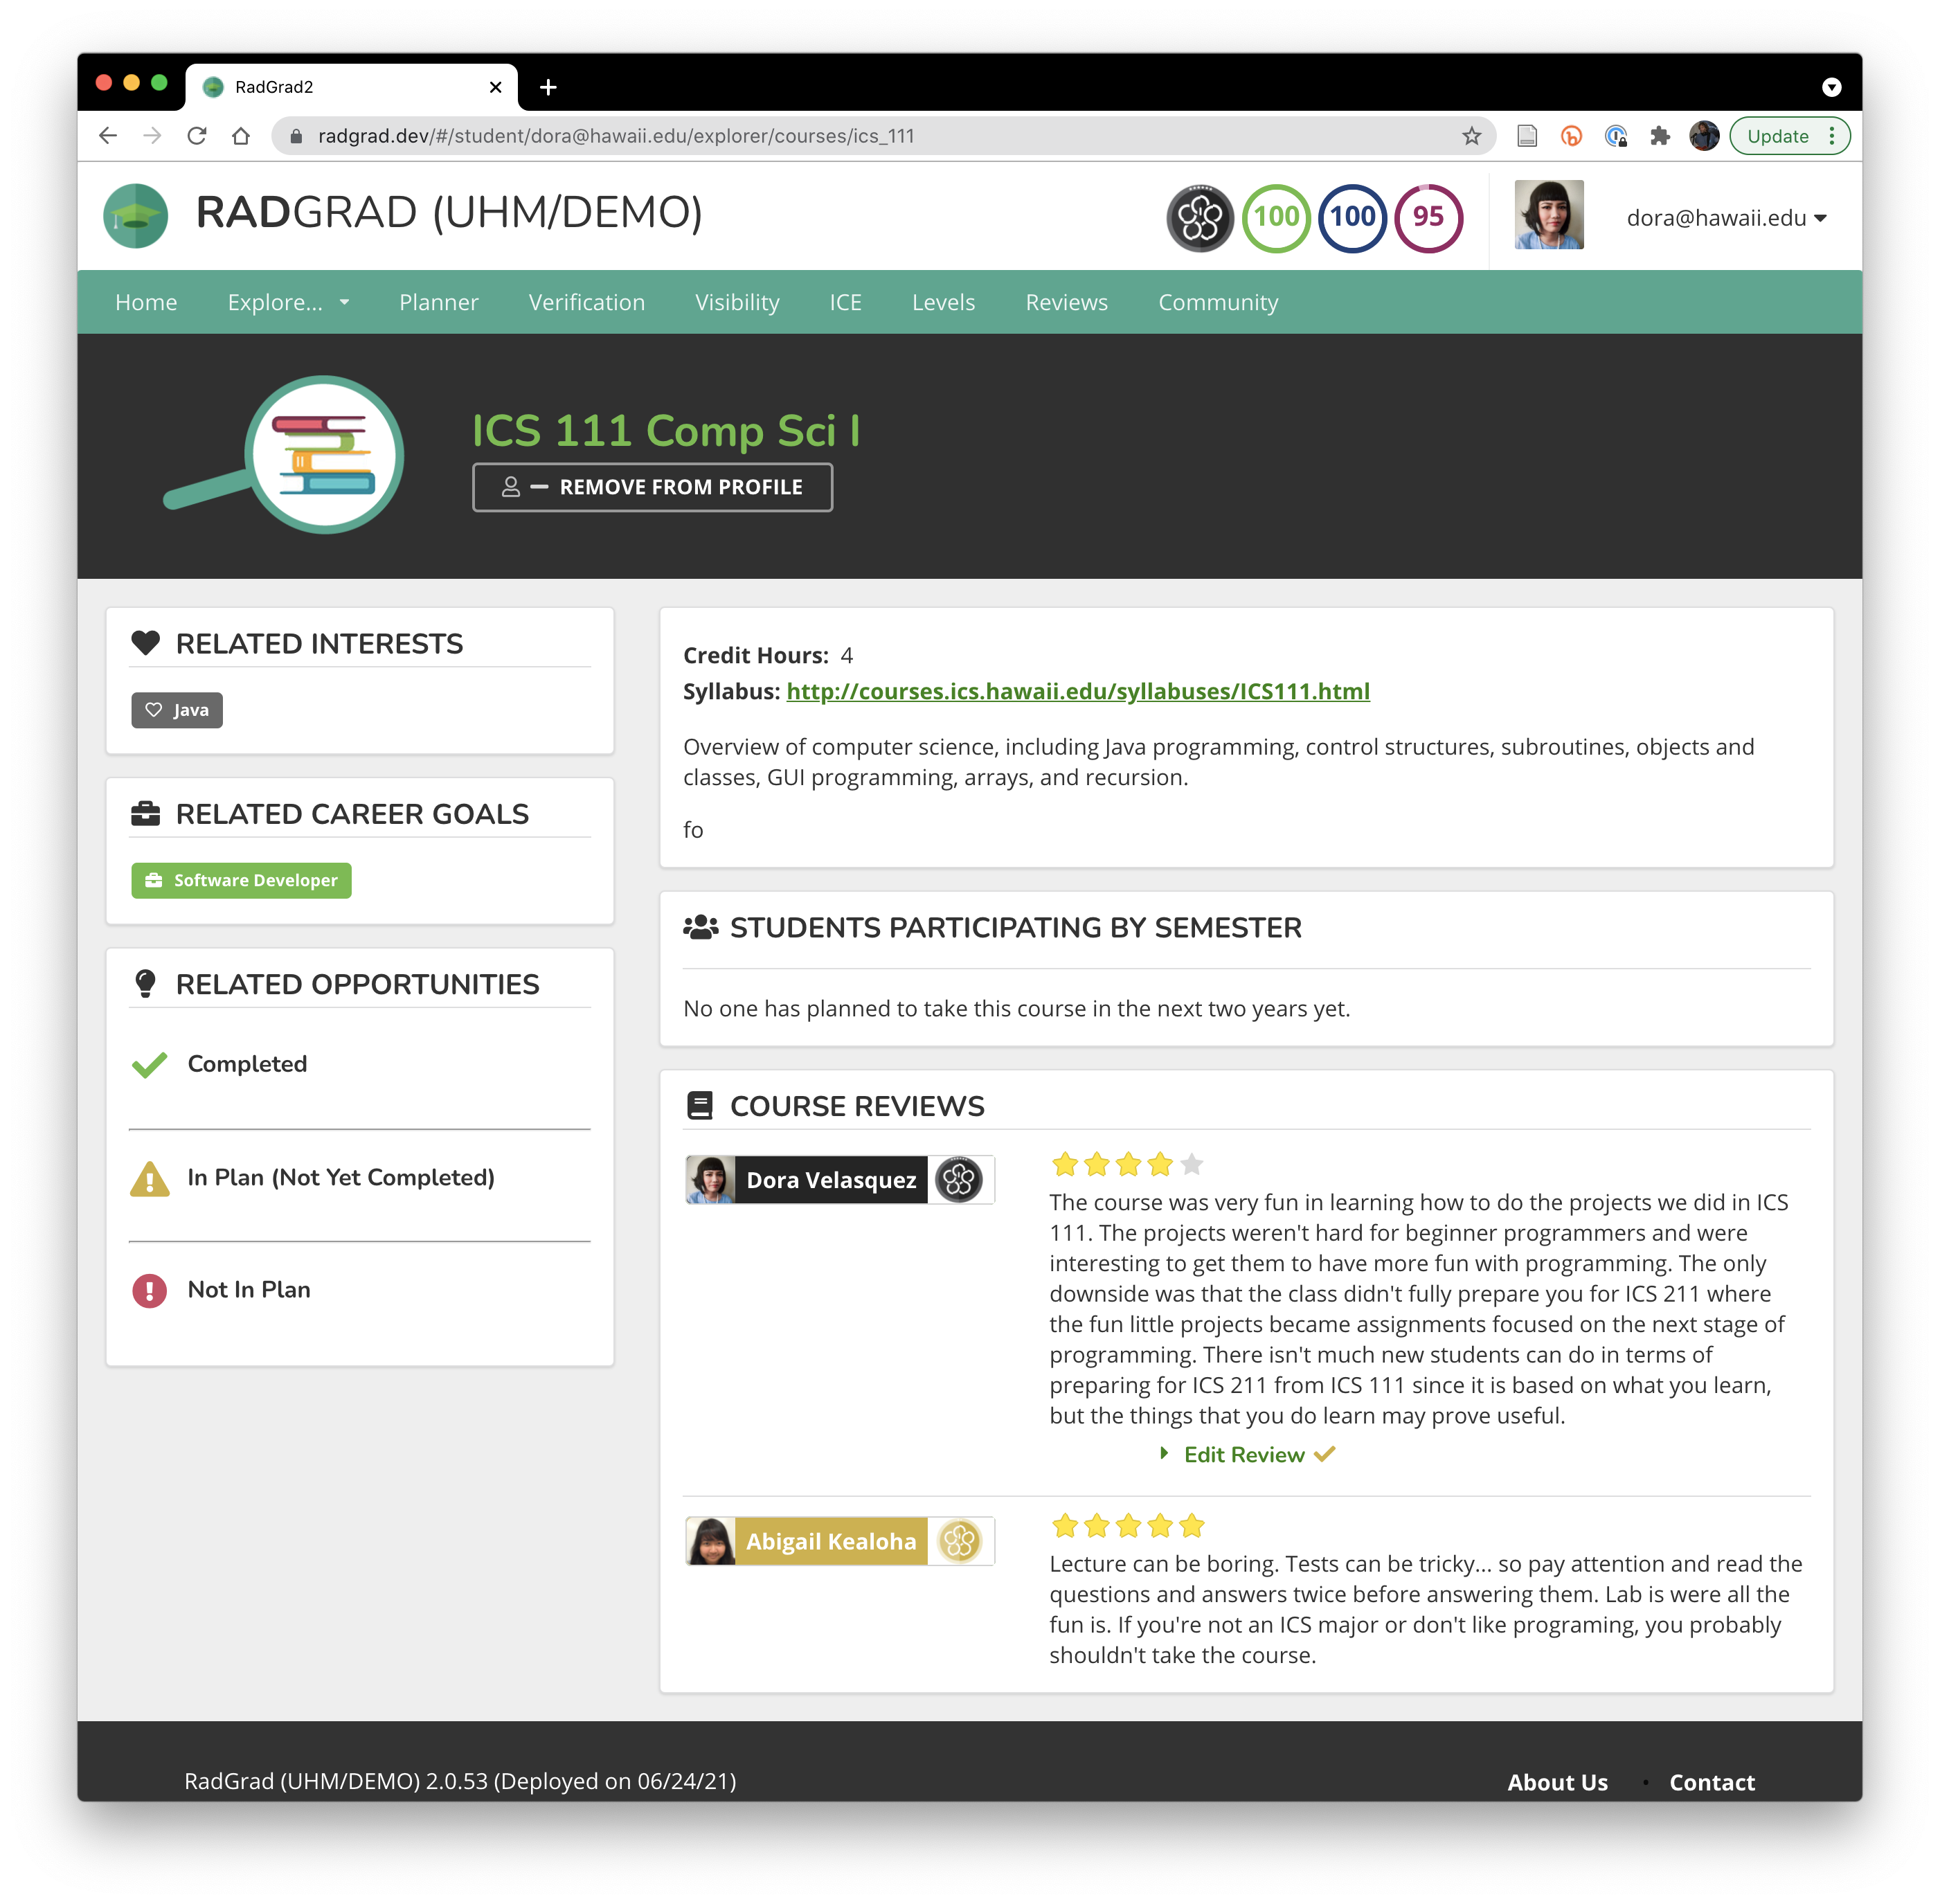 RadGrad2
radgrad.dev/#/student/dora@hawaii.edu/explorer/courses/ics_111
Update
RADGRAD (UHM/DEMO)
100
100
95
dora@hawaii.edu
Home
Explore...
Planner
Verification
Visibility
ICE
Levels
Reviews
Community
ICS 111 Comp Sci I
REMOVE FROM PROFILE
RELATED INTERESTS
Java
RELATED CAREER GOALS
Software Developer
RELATED OPPORTUNITIES
Completed
In Plan (Not Yet Completed)
Not In Plan
Credit Hours: 4
Syllabus: http://courses.ics.hawaii.edu/syllabuses/ICS111.html
Overview of computer science, including Java programming, control structures, subroutines, objects and
classes, GUI programming, arrays, and recursion.
fo
STUDENTS PARTICIPATING BY SEMESTER
No one has planned to take this course in the next two years yet.
COURSE REVIEWS
Dora Velasquez
The course was very fun in learning how to do the projects we did in ICS
111. The projects weren't hard for beginner programmers and were
interesting to get them to have more fun with programming. The only
downside was that the class didn't fully prepare you for ICS 211 where
the fun little projects became assignments focused on the next stage of
programming. There isn't much new students can do in terms of
preparing for ICS 211 from ICS 111 since it is based on what you learn,
but the things that you do learn may prove useful.
Edit Review
Abigail Kealoha
Lecture can be boring. Tests can be tricky... so pay attention and read the
questions and answers twice before answering them. Lab is were all the
fun is. If you're not an ICS major or don't like programing, you probably
shouldn't take the course.
RadGrad (UHM/DEMO) 2.0.53 (Deployed on 06/24/21)
About Us
Contact